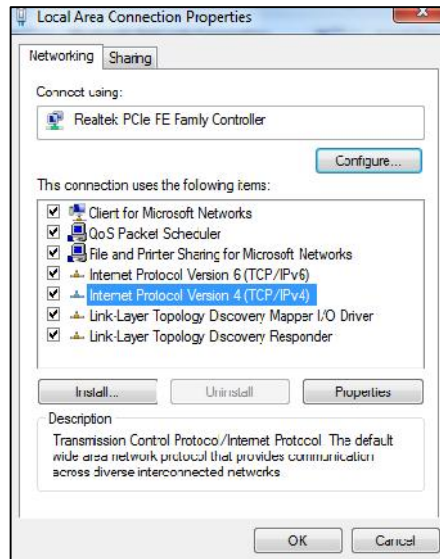 Local Area Connection Properties
Networking
Sharing
Connect using:
Realtek PCIe FE Family Controller
Configure...
This connection uses the following items:
Client for Microsoft Networks
QoS Packet Scheduler
File and Printer Sharing for Microsoft Networks
Internet Protocol Version 6 (TCP/IPv6)
Internet Protocol Version 4 (TCP/IPv4)
Link-Layer Topology Discovery Mapper I/O Driver
Link-Layer Topology Discovery Responder
Install...
Uninstall
Properties
Description
Transmission Control Protocol/Internet Protocol. The default
wide area network protocol that provides communication
across diverse interconnected networks
OK
Cancel